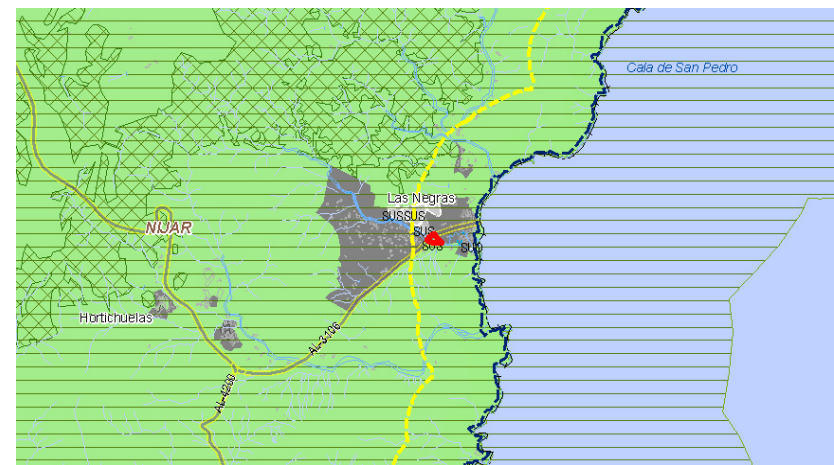 Cala de San Pedro
Las Negras
SUSSUS
NIJAR
SUS
SUS
SUO
Hortichuelas
AL-3106
AL-4200